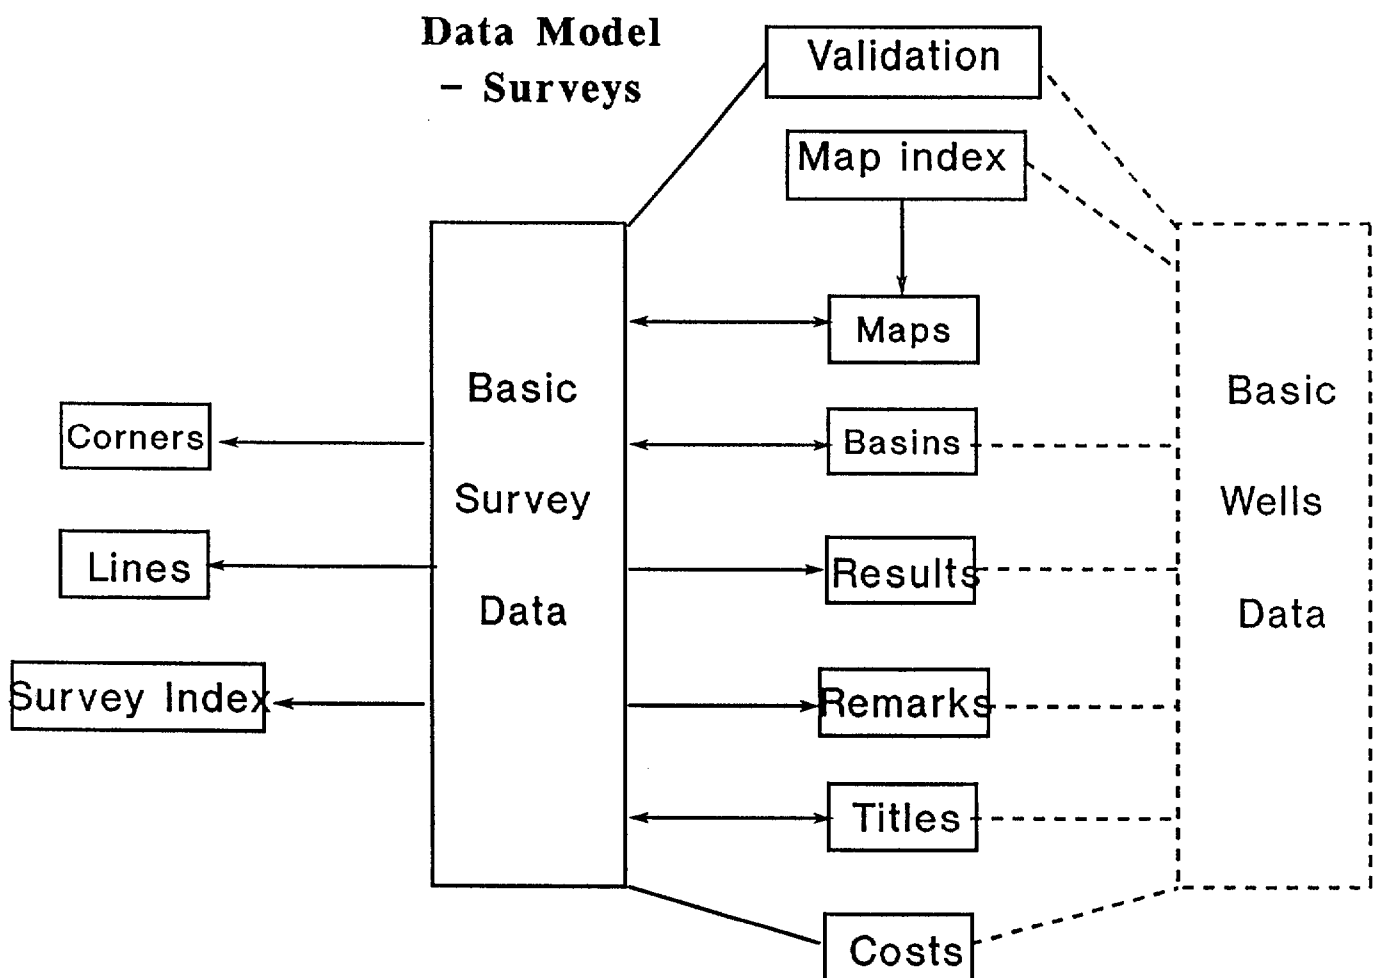 Data Model
– Surveys
Validation
Map index
Maps
Basic
Survey
Data
Corners
Lines
Survey Index
Basins
Results
Remarks
Titles
Costs
Basic
Wells
Data